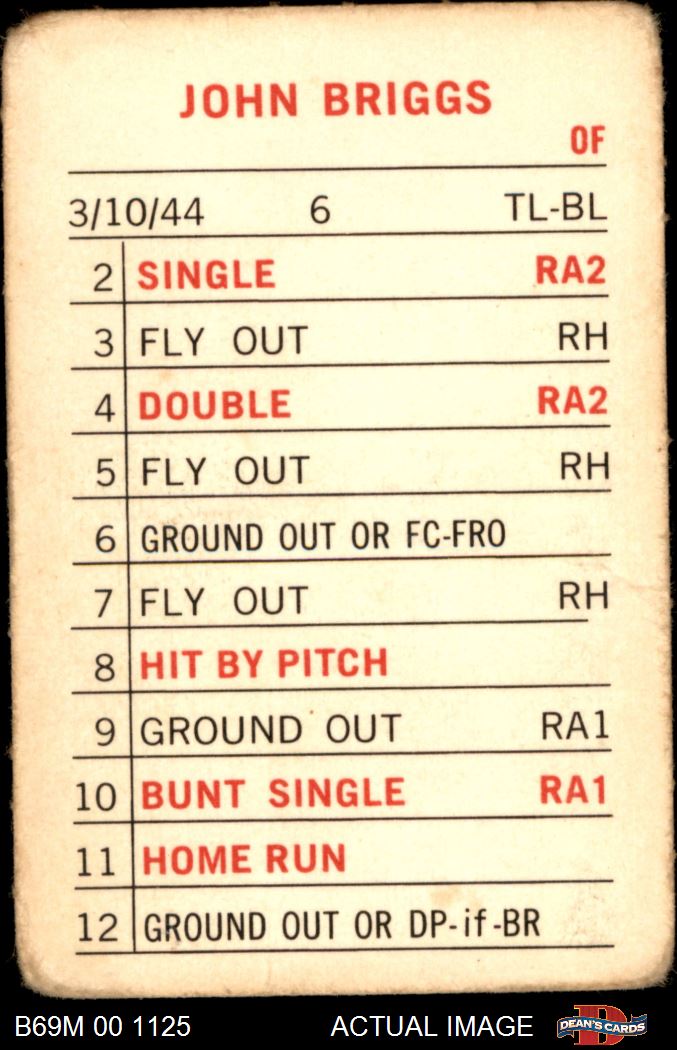 JOHN BRIGGS
OF
3/10/44 6 TL-BL
2 SINGLE RA2
3 FLY OUT RH
4 DOUBLE RA2
5 FLY OUT RH
6 GROUND OUT OR FC-FRO
7 FLY OUT RH
8 HIT BY PITCH
9 GROUND OUT RA1
10 BUNT SINGLE RA1
11 HOME RUN
12 GROUND OUT OR DP-if-BR
B69M 00 1125 ACTUAL IMAGE D DEAN'S CARDS